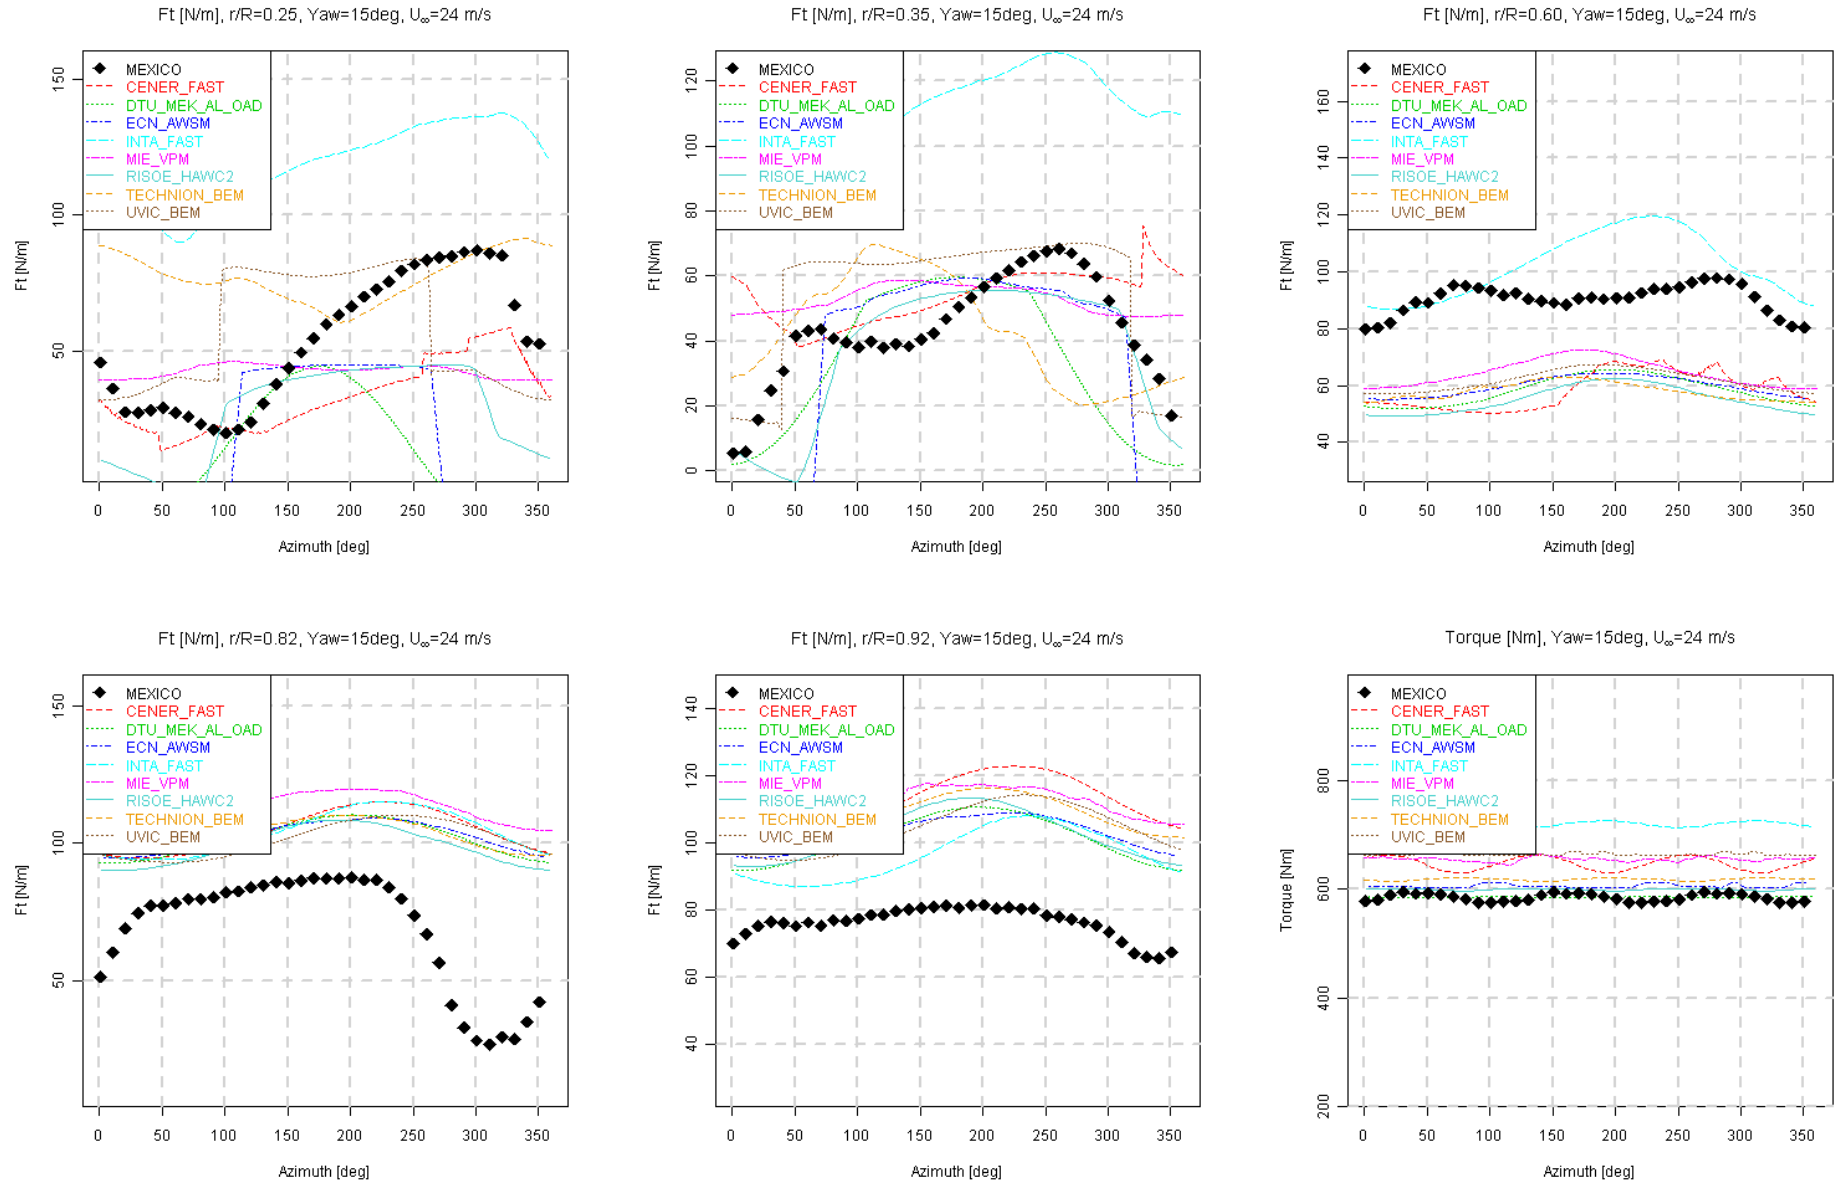 Ft [N/m], r/R=0.25, Yaw=15deg, U∞=24 m/s
Ft [N/m]
150
100
50
MEXICO
CENER_FAST
DTU_MEK_AL_OAD
ECN_AWSM
INTA_FAST
MIE_VPM
RISOE_HAWC2
TECHNION_BEM
UVIC_BEM
0 50 100 150 200 250 300 350
Azimuth [deg]
Ft [N/m], r/R=0.35, Yaw=15deg, U∞=24 m/s
Ft [N/m]
120
100
80
60
40
20
0
MEXICO
CENER_FAST
DTU_MEK_AL_OAD
ECN_AWSM
INTA_FAST
MIE_VPM
RISOE_HAWC2
TECHNION_BEM
UVIC_BEM
0 50 100 150 200 250 300 350
Azimuth [deg]
Ft [N/m], r/R=0.60, Yaw=15deg, U∞=24 m/s
Ft [N/m]
160
140
120
100
80
60
40
MEXICO
CENER_FAST
DTU_MEK_AL_OAD
ECN_AWSM
INTA_FAST
MIE_VPM
RISOE_HAWC2
TECHNION_BEM
UVIC_BEM
0 50 100 150 200 250 300 350
Azimuth [deg]
Ft [N/m], r/R=0.82, Yaw=15deg, U∞=24 m/s
Ft [N/m]
150
100
50
MEXICO
CENER_FAST
DTU_MEK_AL_OAD
ECN_AWSM
INTA_FAST
MIE_VPM
RISOE_HAWC2
TECHNION_BEM
UVIC_BEM
0 50 100 150 200 250 300 350
Azimuth [deg]
Ft [N/m], r/R=0.92, Yaw=15deg, U∞=24 m/s
Ft [N/m]
140
120
100
80
60
40
MEXICO
CENER_FAST
DTU_MEK_AL_OAD
ECN_AWSM
INTA_FAST
MIE_VPM
RISOE_HAWC2
TECHNION_BEM
UVIC_BEM
0 50 100 150 200 250 300 350
Azimuth [deg]
Torque [Nm], Yaw=15deg, U∞=24 m/s
Torque [Nm]
800
600
400
200
MEXICO
CENER_FAST
DTU_MEK_AL_OAD
ECN_AWSM
INTA_FAST
MIE_VPM
RISOE_HAWC2
TECHNION_BEM
UVIC_BEM
0 50 100 150 200 250 300 350
Azimuth [deg]